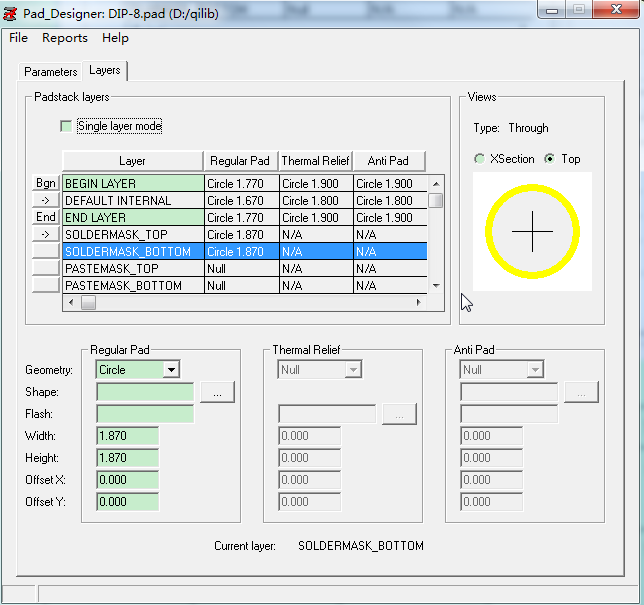 Pad_Designer: DIP-8.pad (D:/qilib)
File Reports Help
Parameters Layers
Padstack layers
Single layer mode
Layer Regular Pad Thermal Relief Anti Pad
Bgn BEGIN LAYER Circle 1.770 Circle 1.900 Circle 1.900
-> DEFAULT INTERNAL Circle 1.670 Circle 1.800 Circle 1.800
End END LAYER Circle 1.770 Circle 1.900 Circle 1.900
-> SOLDERMASK_TOP Circle 1.870 N/A N/A
SOLDERMASK_BOTTOM Circle 1.870 N/A N/A
PASTEMASK_TOP Null N/A N/A
PASTEMASK_BOTTOM Null N/A N/A
Views
Type: Through
XSection Top
Regular Pad Thermal Relief Anti Pad
Geometry: Circle Null Null
Shape: ... ...
Flash: ...
Width: 1.870 0.000 0.000
Height: 1.870 0.000 0.000
Offset X: 0.000 0.000 0.000
Offset Y: 0.000 0.000 0.000
Current layer: SOLDERMASK_BOTTOM